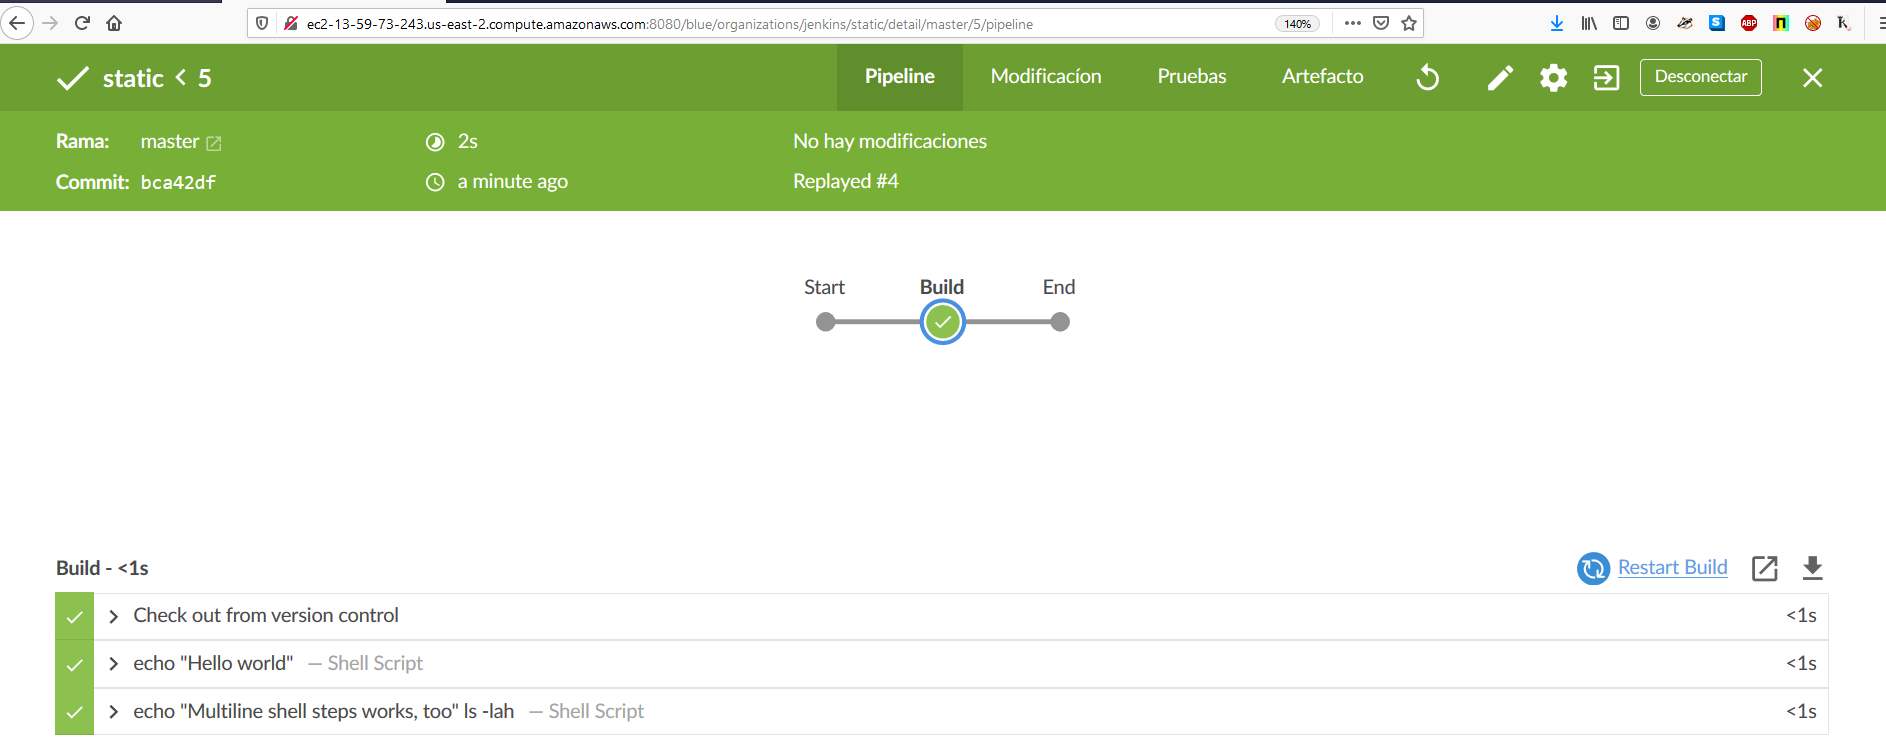 ec2-13-59-73-243.us-east-2.compute.amazonaws.com:8080/blue/organizations/jenkins/static/detail/master/5/pipeline 140%
static < 5 Pipeline Modificacíon Pruebas Artefacto Desconectar
Rama: master 2s No hay modificaciones
Commit: bca42df a minute ago Replayed #4
Start Build End
Build - <1s Restart Build
Check out from version control <1s
echo "Hello world" — Shell Script <1s
echo "Multiline shell steps works, too" ls -lah — Shell Script <1s